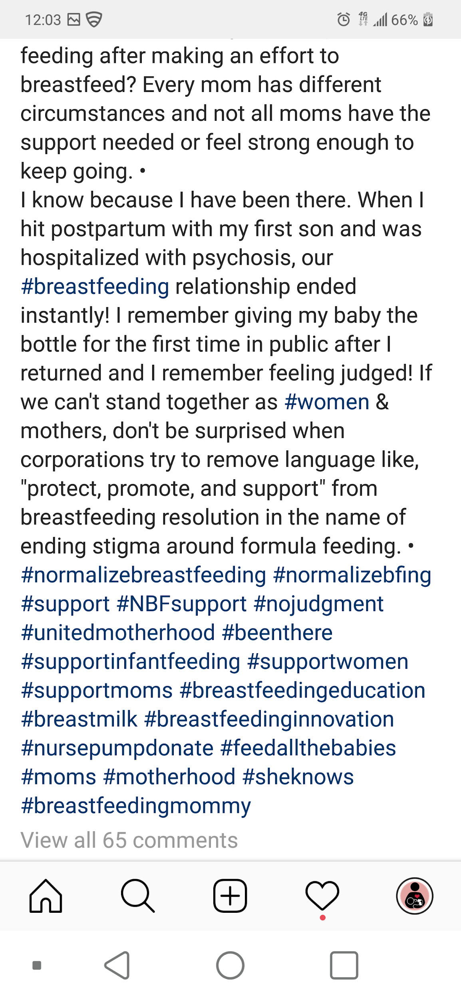 12:03
4G
LTE
66%
feeding after making an effort to
breastfeed? Every mom has different
circumstances and not all moms have the
support needed or feel strong enough to
keep going. •
I know because I have been there. When I
hit postpartum with my first son and was
hospitalized with psychosis, our
#breastfeeding relationship ended
instantly! I remember giving my baby the
bottle for the first time in public after I
returned and I remember feeling judged! If
we can't stand together as #women &
mothers, don't be surprised when
corporations try to remove language like,
"protect, promote, and support" from
breastfeeding resolution in the name of
ending stigma around formula feeding. •
#normalizebreastfeeding #normalizebfing
#support #NBFsupport #nojudgment
#unitedmotherhood #beenthere
#supportinfantfeeding #supportwomen
#supportmoms #breastfeedingeducation
#breastmilk #breastfeedinginnovation
#nursepumpdonate #feedallthebabies
#moms #motherhood #sheknows
#breastfeedingmommy
View all 65 comments